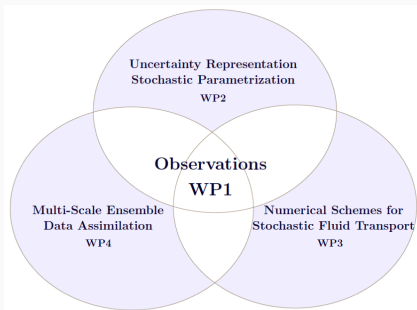 Uncertainty Representation
Stochastic Parametrization
WP2
Observations
WP1
Multi-Scale Ensemble
Data Assimilation
WP4
Numerical Schemes for
Stochastic Fluid Transport
WP3